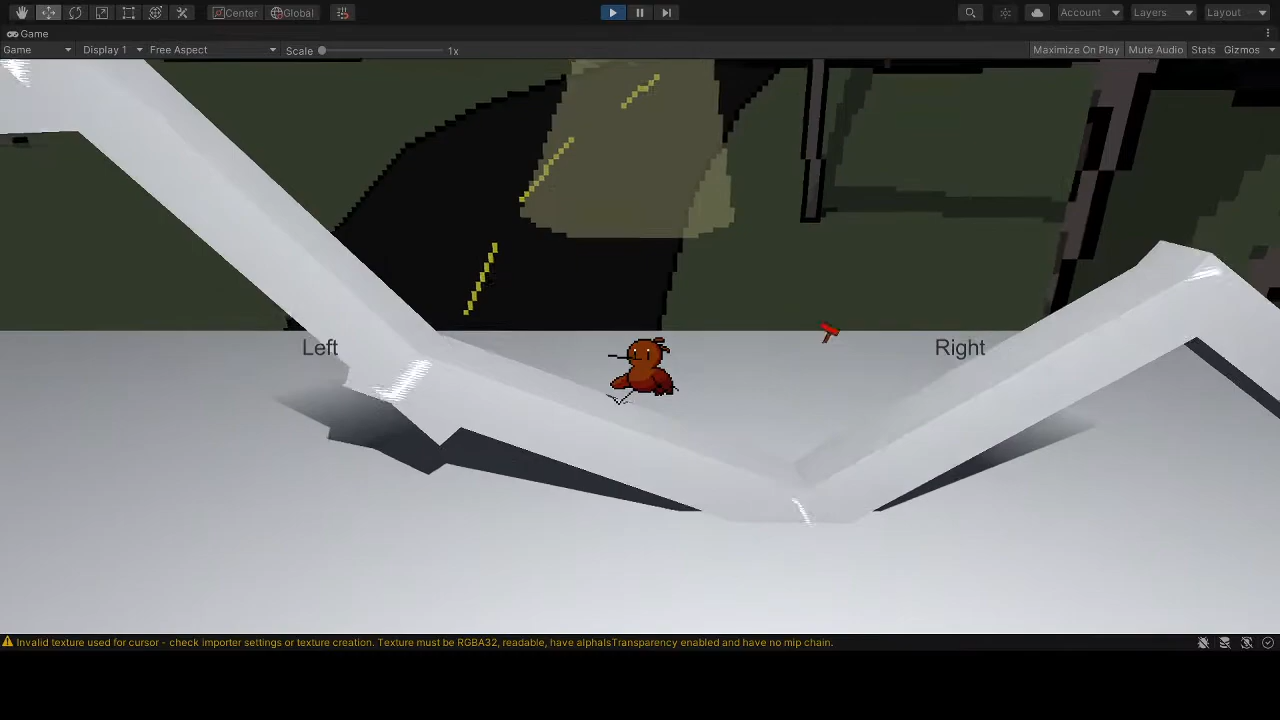 Center Global Account Layers Layout
Game
Game Display 1 Free Aspect Scale 1x Maximize On Play Mute Audio Stats Gizmos
Left Right
Invalid texture used for cursor - check importer settings or texture creation. Texture must be RGBA32, readable, have alphaIsTransparency enabled and have no mip chain.